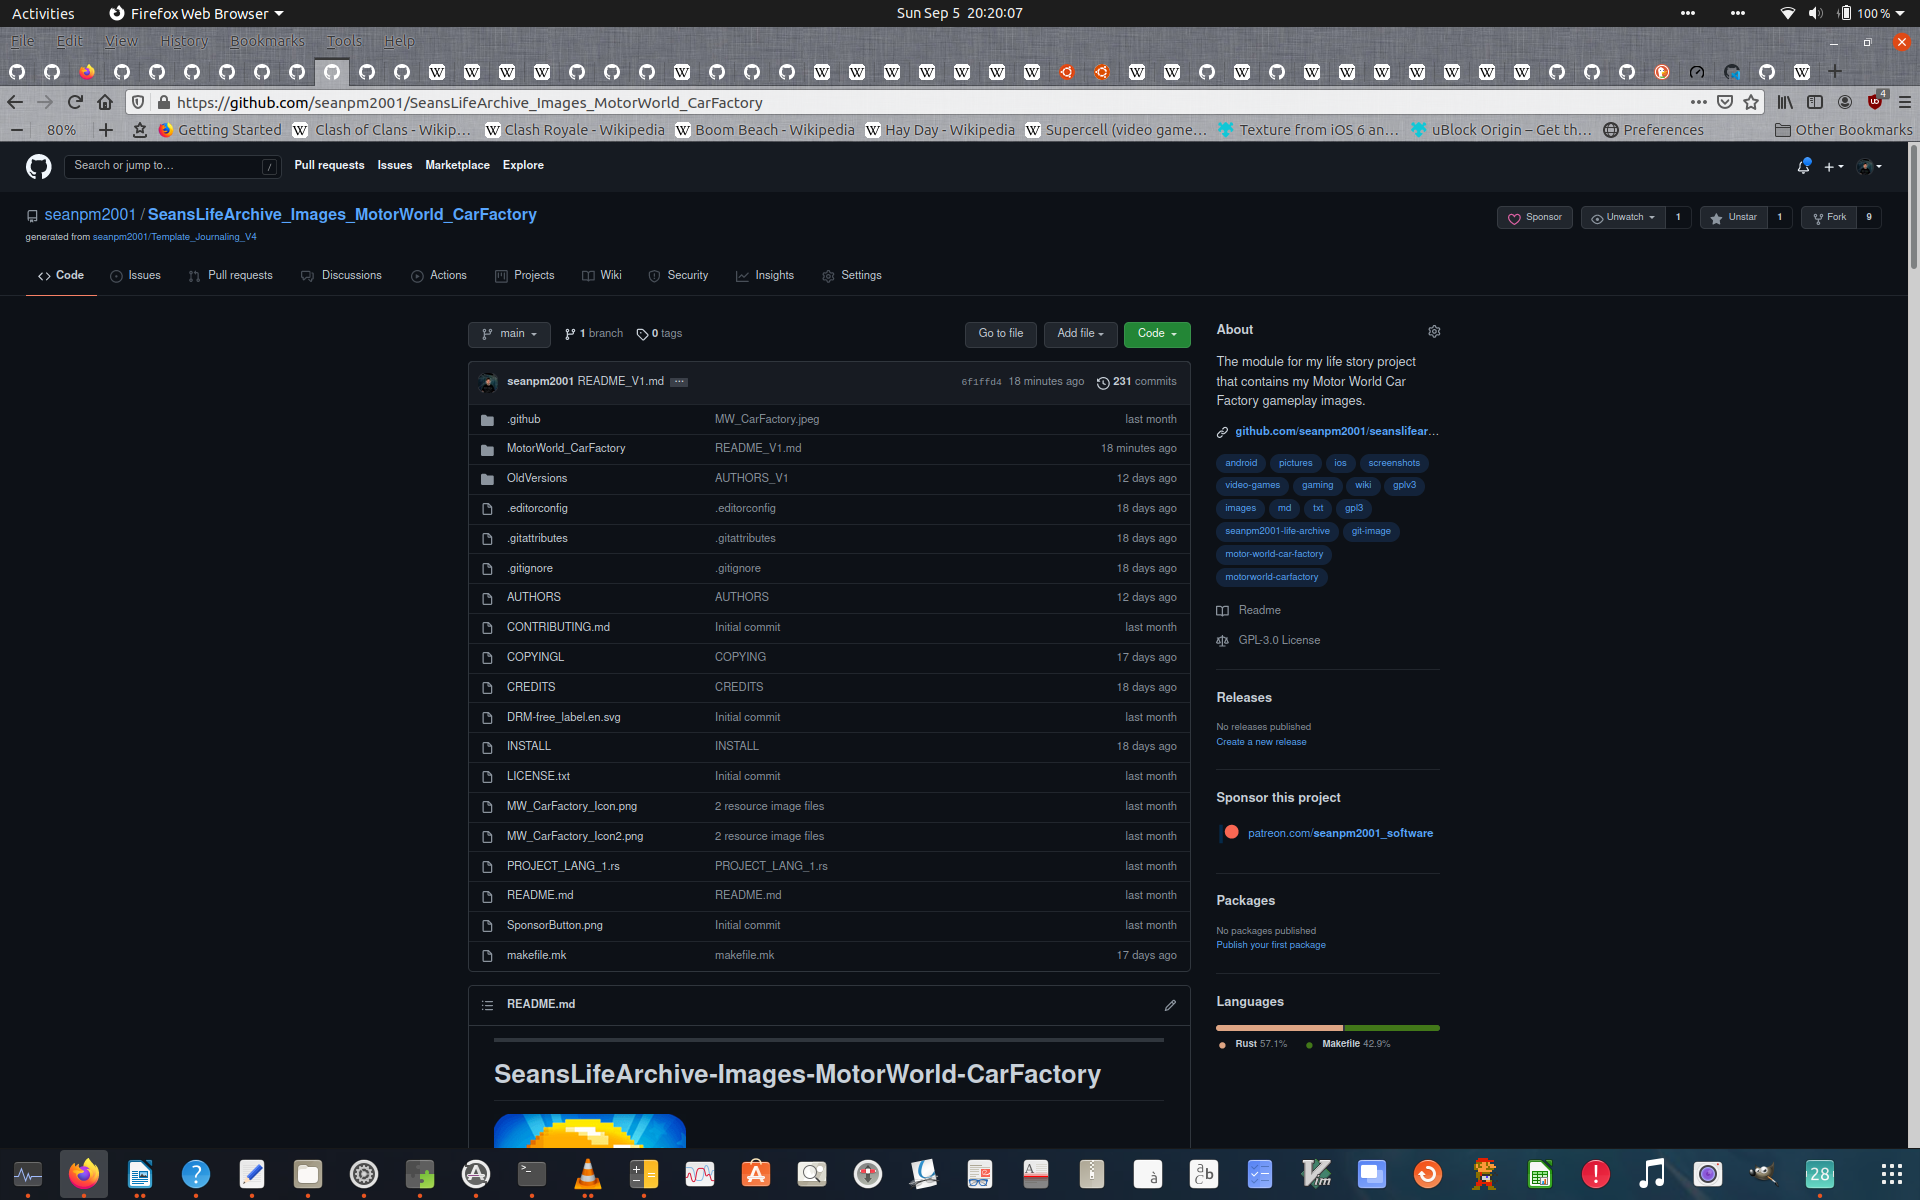 Activities Firefox Web Browser Sun Sep 5 20:20:07 100 %
File Edit View History Bookmarks Tools Help
https://github.com/seanpm2001/SeansLifeArchive_Images_MotorWorld_CarFactory 4
80% Getting Started Clash of Clans - Wikip… Clash Royale - Wikipedia Boom Beach - Wikipedia Hay Day - Wikipedia Supercell (video game… Texture from iOS 6 an… uBlock Origin – Get th… Preferences Other Bookmarks
Search or jump to… / Pull requests Issues Marketplace Explore
seanpm2001 / SeansLifeArchive_Images_MotorWorld_CarFactory Sponsor Unwatch 1 Unstar 1 Fork 9
generated from seanpm2001/Template_Journaling_V4
Code Issues Pull requests Discussions Actions Projects Wiki Security Insights Settings
main 1 branch 0 tags Go to file Add file Code
seanpm2001 README_V1.md 6f1ffd4 18 minutes ago 231 commits
.github MW_CarFactory.jpeg last month
MotorWorld_CarFactory README_V1.md 18 minutes ago
OldVersions AUTHORS_V1 12 days ago
.editorconfig .editorconfig 18 days ago
.gitattributes .gitattributes 18 days ago
.gitignore .gitignore 18 days ago
AUTHORS AUTHORS 12 days ago
CONTRIBUTING.md Initial commit last month
COPYINGL COPYING 17 days ago
CREDITS CREDITS 18 days ago
DRM-free_label.en.svg Initial commit last month
INSTALL INSTALL 18 days ago
LICENSE.txt Initial commit last month
MW_CarFactory_Icon.png 2 resource image files last month
MW_CarFactory_Icon2.png 2 resource image files last month
PROJECT_LANG_1.rs PROJECT_LANG_1.rs last month
README.md README.md last month
SponsorButton.png Initial commit last month
makefile.mk makefile.mk 17 days ago
README.md
SeansLifeArchive-Images-MotorWorld-CarFactory
About
The module for my life story project
that contains my Motor World Car
Factory gameplay images.
github.com/seanpm2001/seanslifear…
android pictures ios screenshots
video-games gaming wiki gplv3
images md txt gpl3
seanpm2001-life-archive git-image
motor-world-car-factory
motorworld-carfactory
Readme
GPL-3.0 License
Releases
No releases published
Create a new release
Sponsor this project
patreon.com/seanpm2001_software
Packages
No packages published
Publish your first package
Languages
Rust 57.1% Makefile 42.9%
28